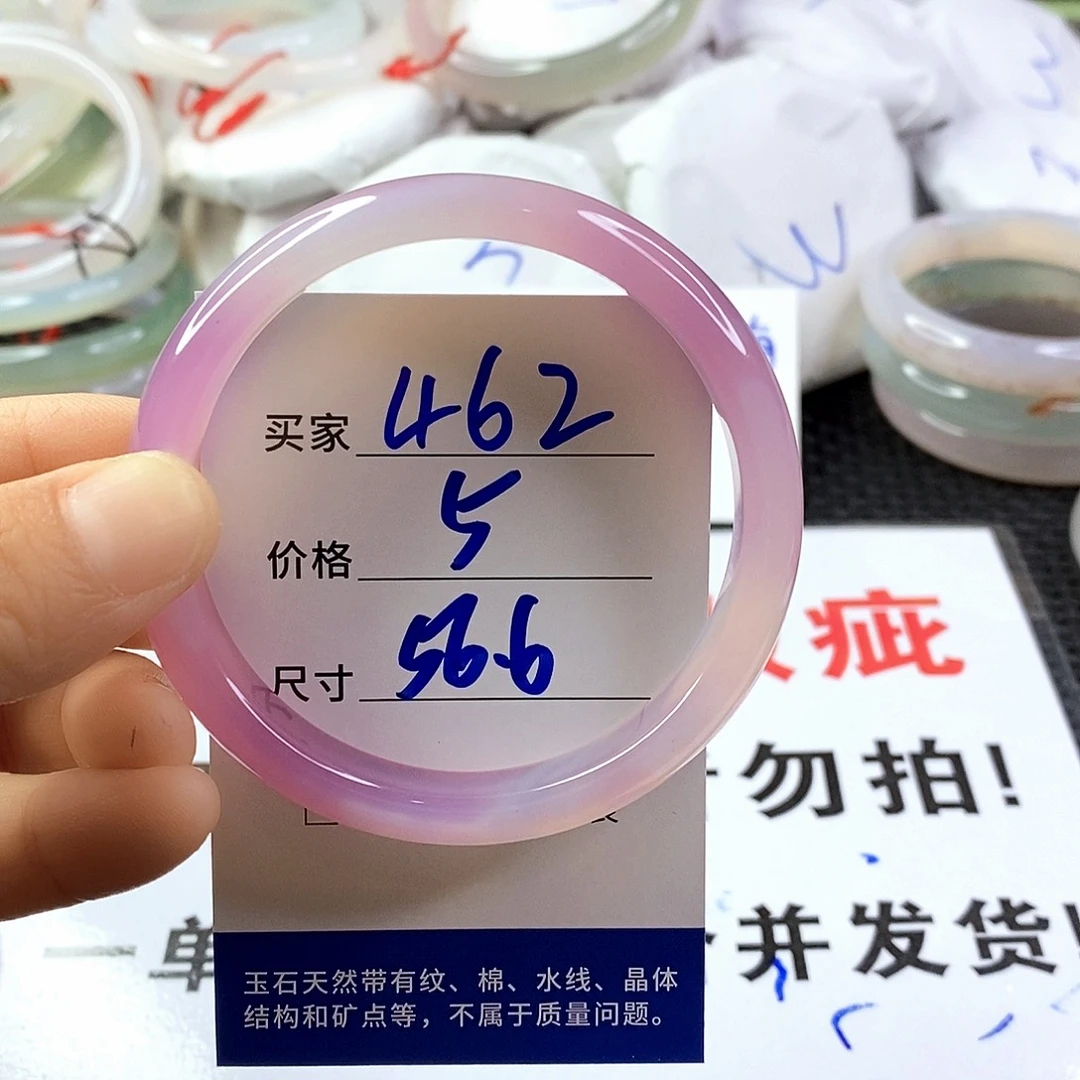 买家 462
价格 5
尺寸 56.6
玉石天然带有纹、棉、水线、晶体
结构和矿点等，不属于质量问题。
疵
勿拍!
一单
并发货!